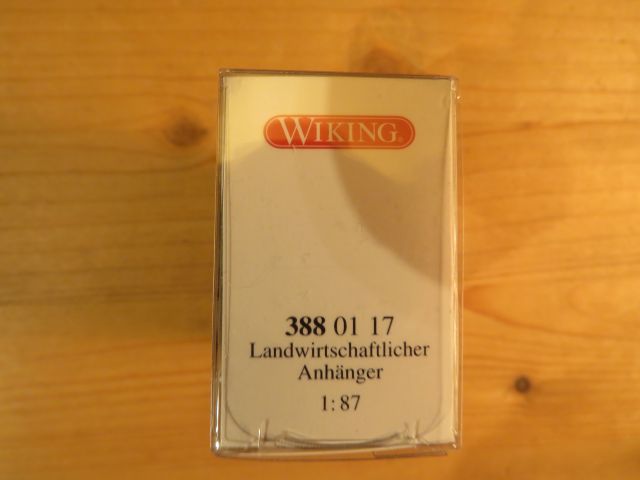 WIKING®
388 01 17
Landwirtschaftlicher
Anhänger
1:87